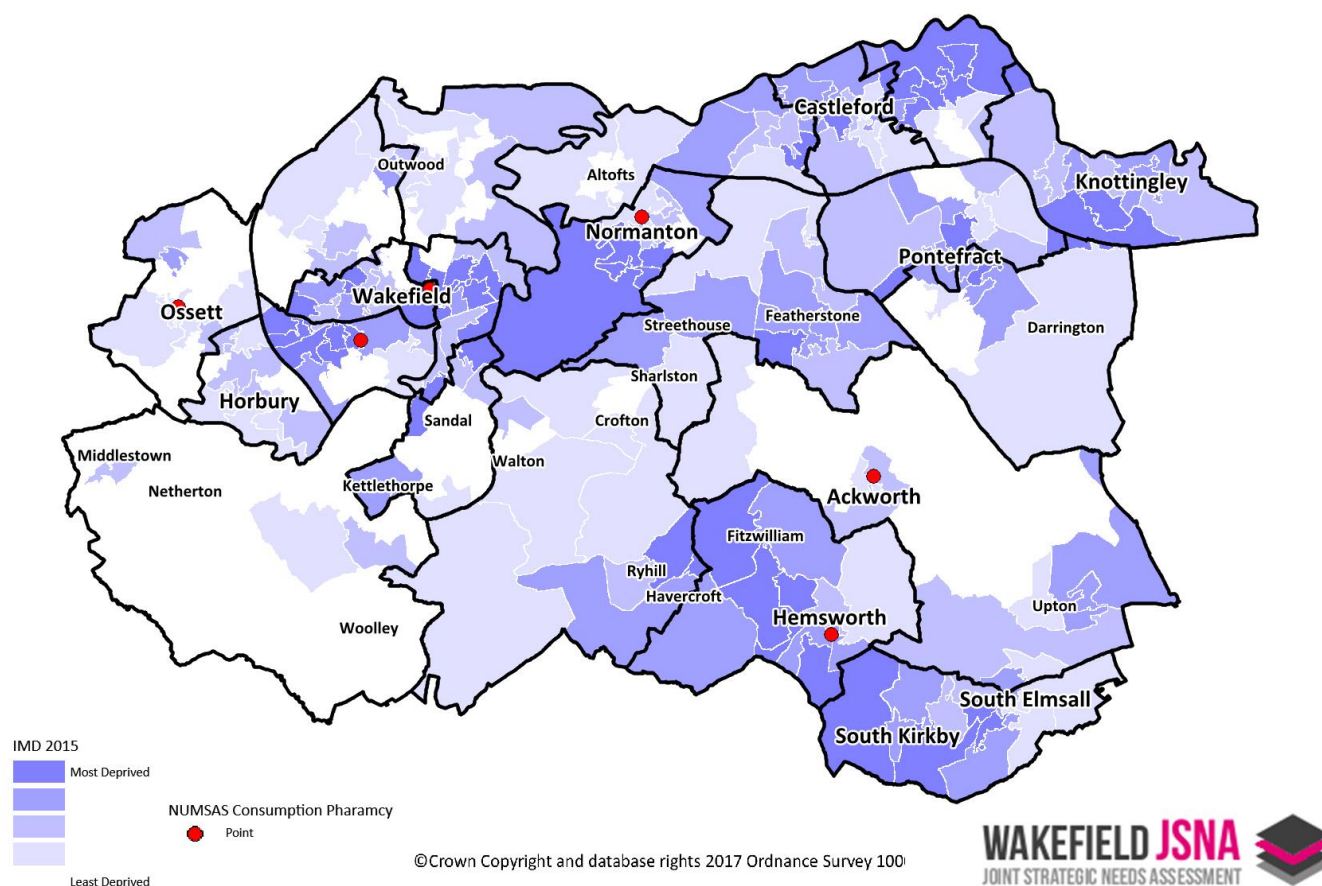 Castleford
Outwood
Altofts
Knottingley
Normanton
Pontefract
Wakefield
Ossett
Streethouse
Featherstone
Darrington
Sharlston
Horbury
Sandal
Crofton
Middlestown
Walton
Netherton
Kettlethorpe
Ackworth
Fitzwilliam
Ryhill
Havercroft
Upton
Hemsworth
Woolley
South Elmsall
South Kirkby
IMD 2015
Most Deprived
Least Deprived
NUMSAS Consumption Pharamcy
Point
©Crown Copyright and database rights 2017 Ordnance Survey 100
WAKEFIELD JSNA
JOINT STRATEGIC NEEDS ASSESSMENT